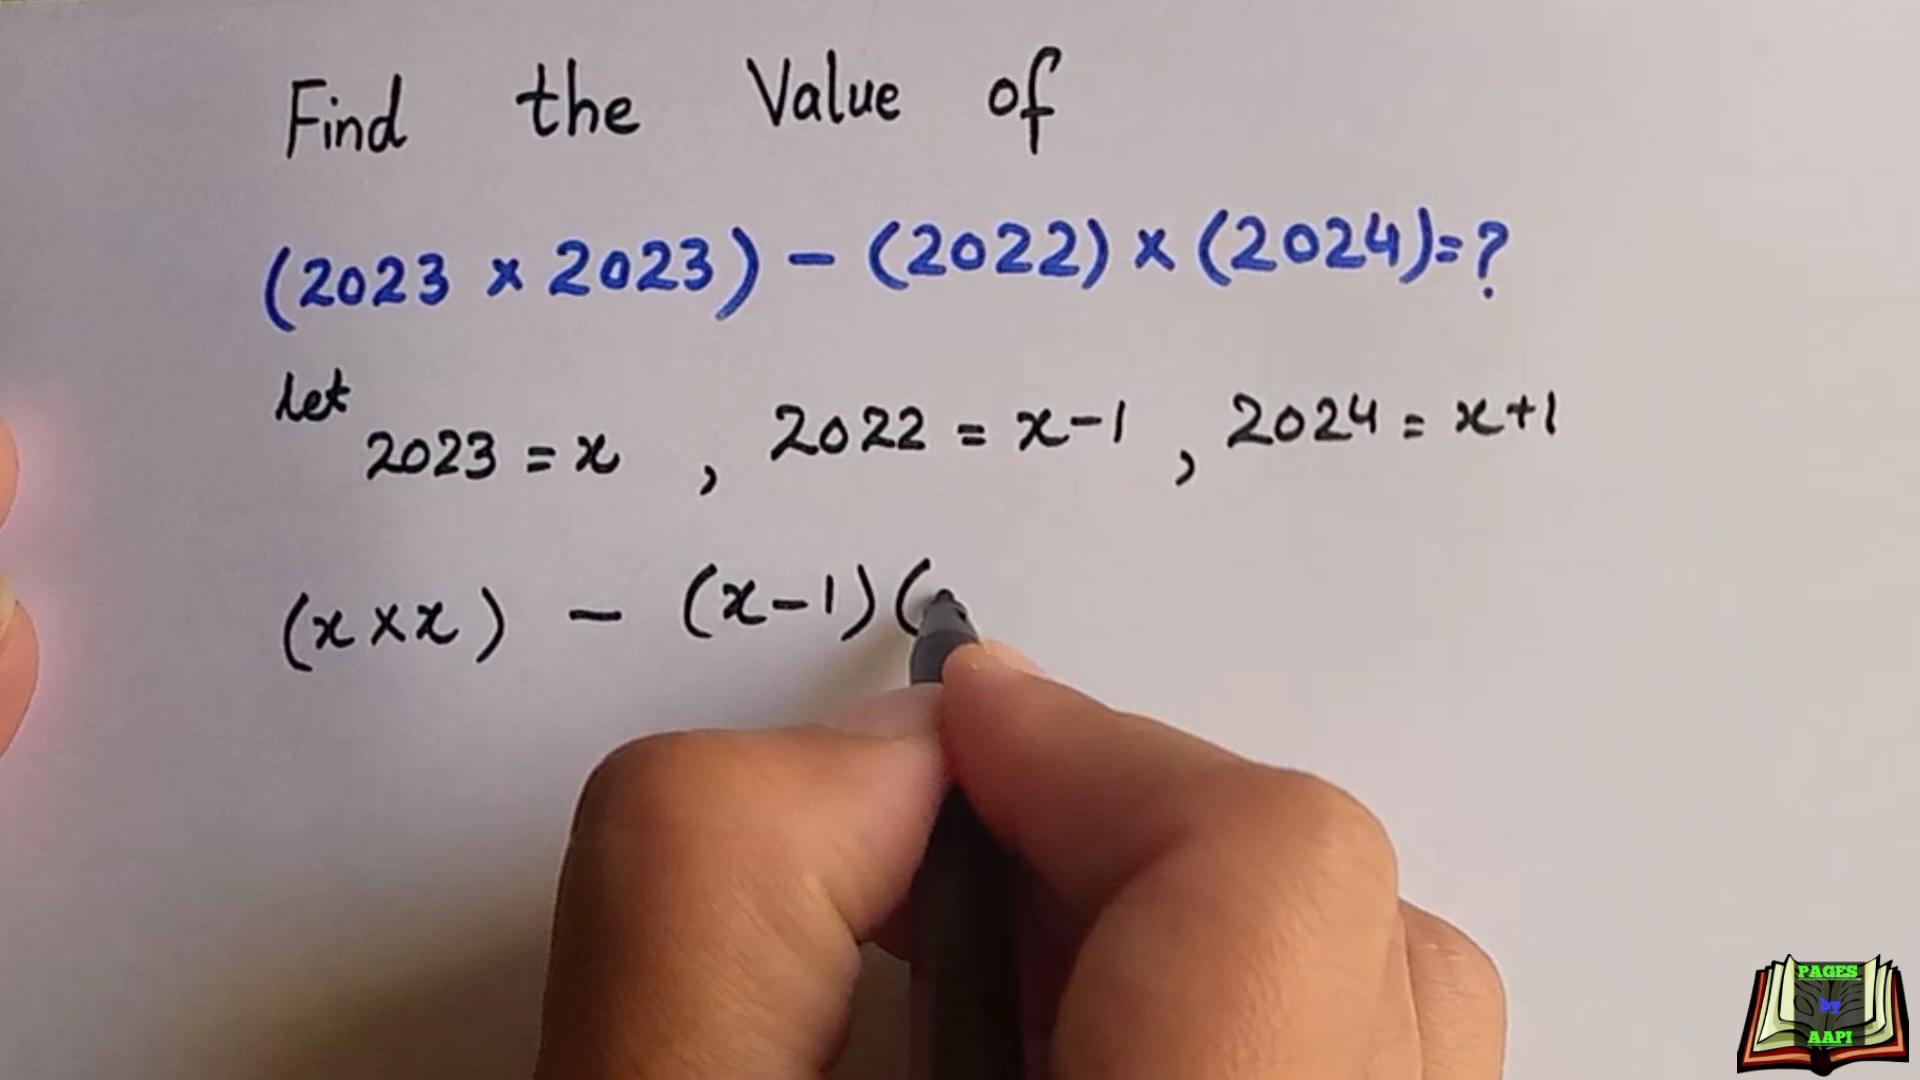 Find the Value of
(2023 × 2023) - (2022) × (2024)=?
let
2023 = x , 2022 = x-1 , 2024 = x+1
(x×x) - (x-1)(
PAGES
by
AAPI